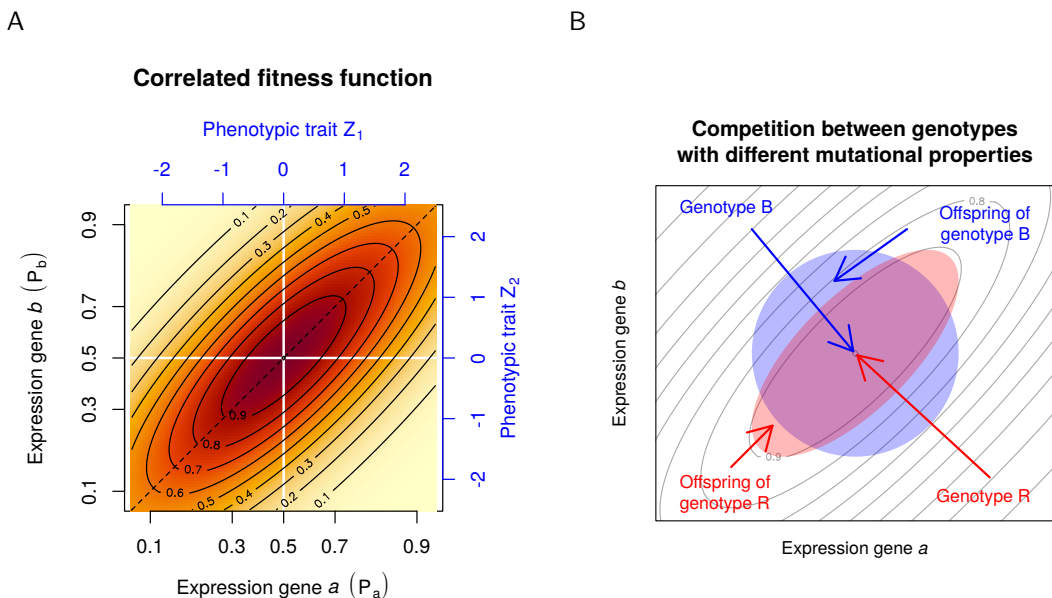 A
Correlated fitness function
Phenotypic trait Z1
-2 -1 0 1 2
Expression gene b (Pb)
0.1 0.3 0.5 0.7 0.9
0.1 0.2 0.3 0.4 0.5
0.9
0.8
0.7
0.6
0.5 0.4 0.3 0.2 0.1
Phenotypic trait Z2
-2 -1 0 1 2
0.1 0.3 0.5 0.7 0.9
Expression gene a (Pa)
B
Competition between genotypes
with different mutational properties
Genotype B
Offspring of
genotype B
0.8
0.9
Offspring of
genotype R
Genotype R
Expression gene b
Expression gene a